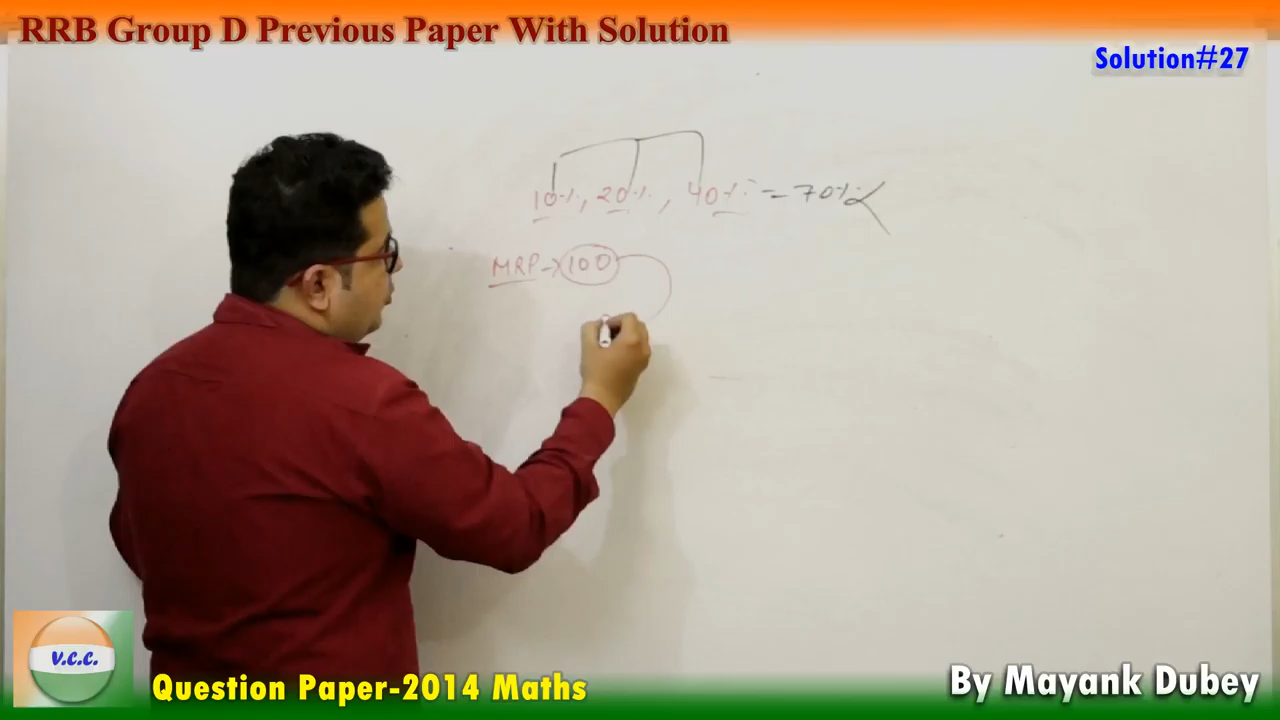 RRB Group D Previous Paper With Solution
Solution#27
10%, 20%, 40% = 70%
MRP → 100
V.C.C.
Question Paper-2014 Maths
By Mayank Dubey